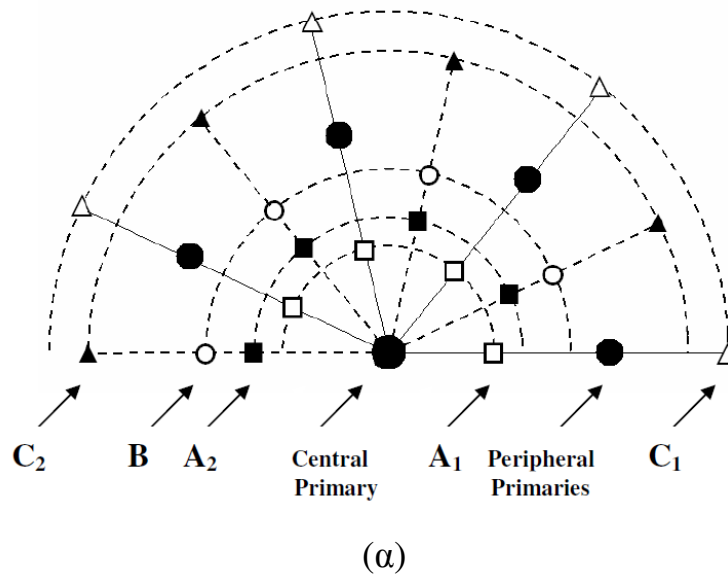 C₂
B
A₂
Central
Primary
A₁
Peripheral
Primaries
C₁
(α)